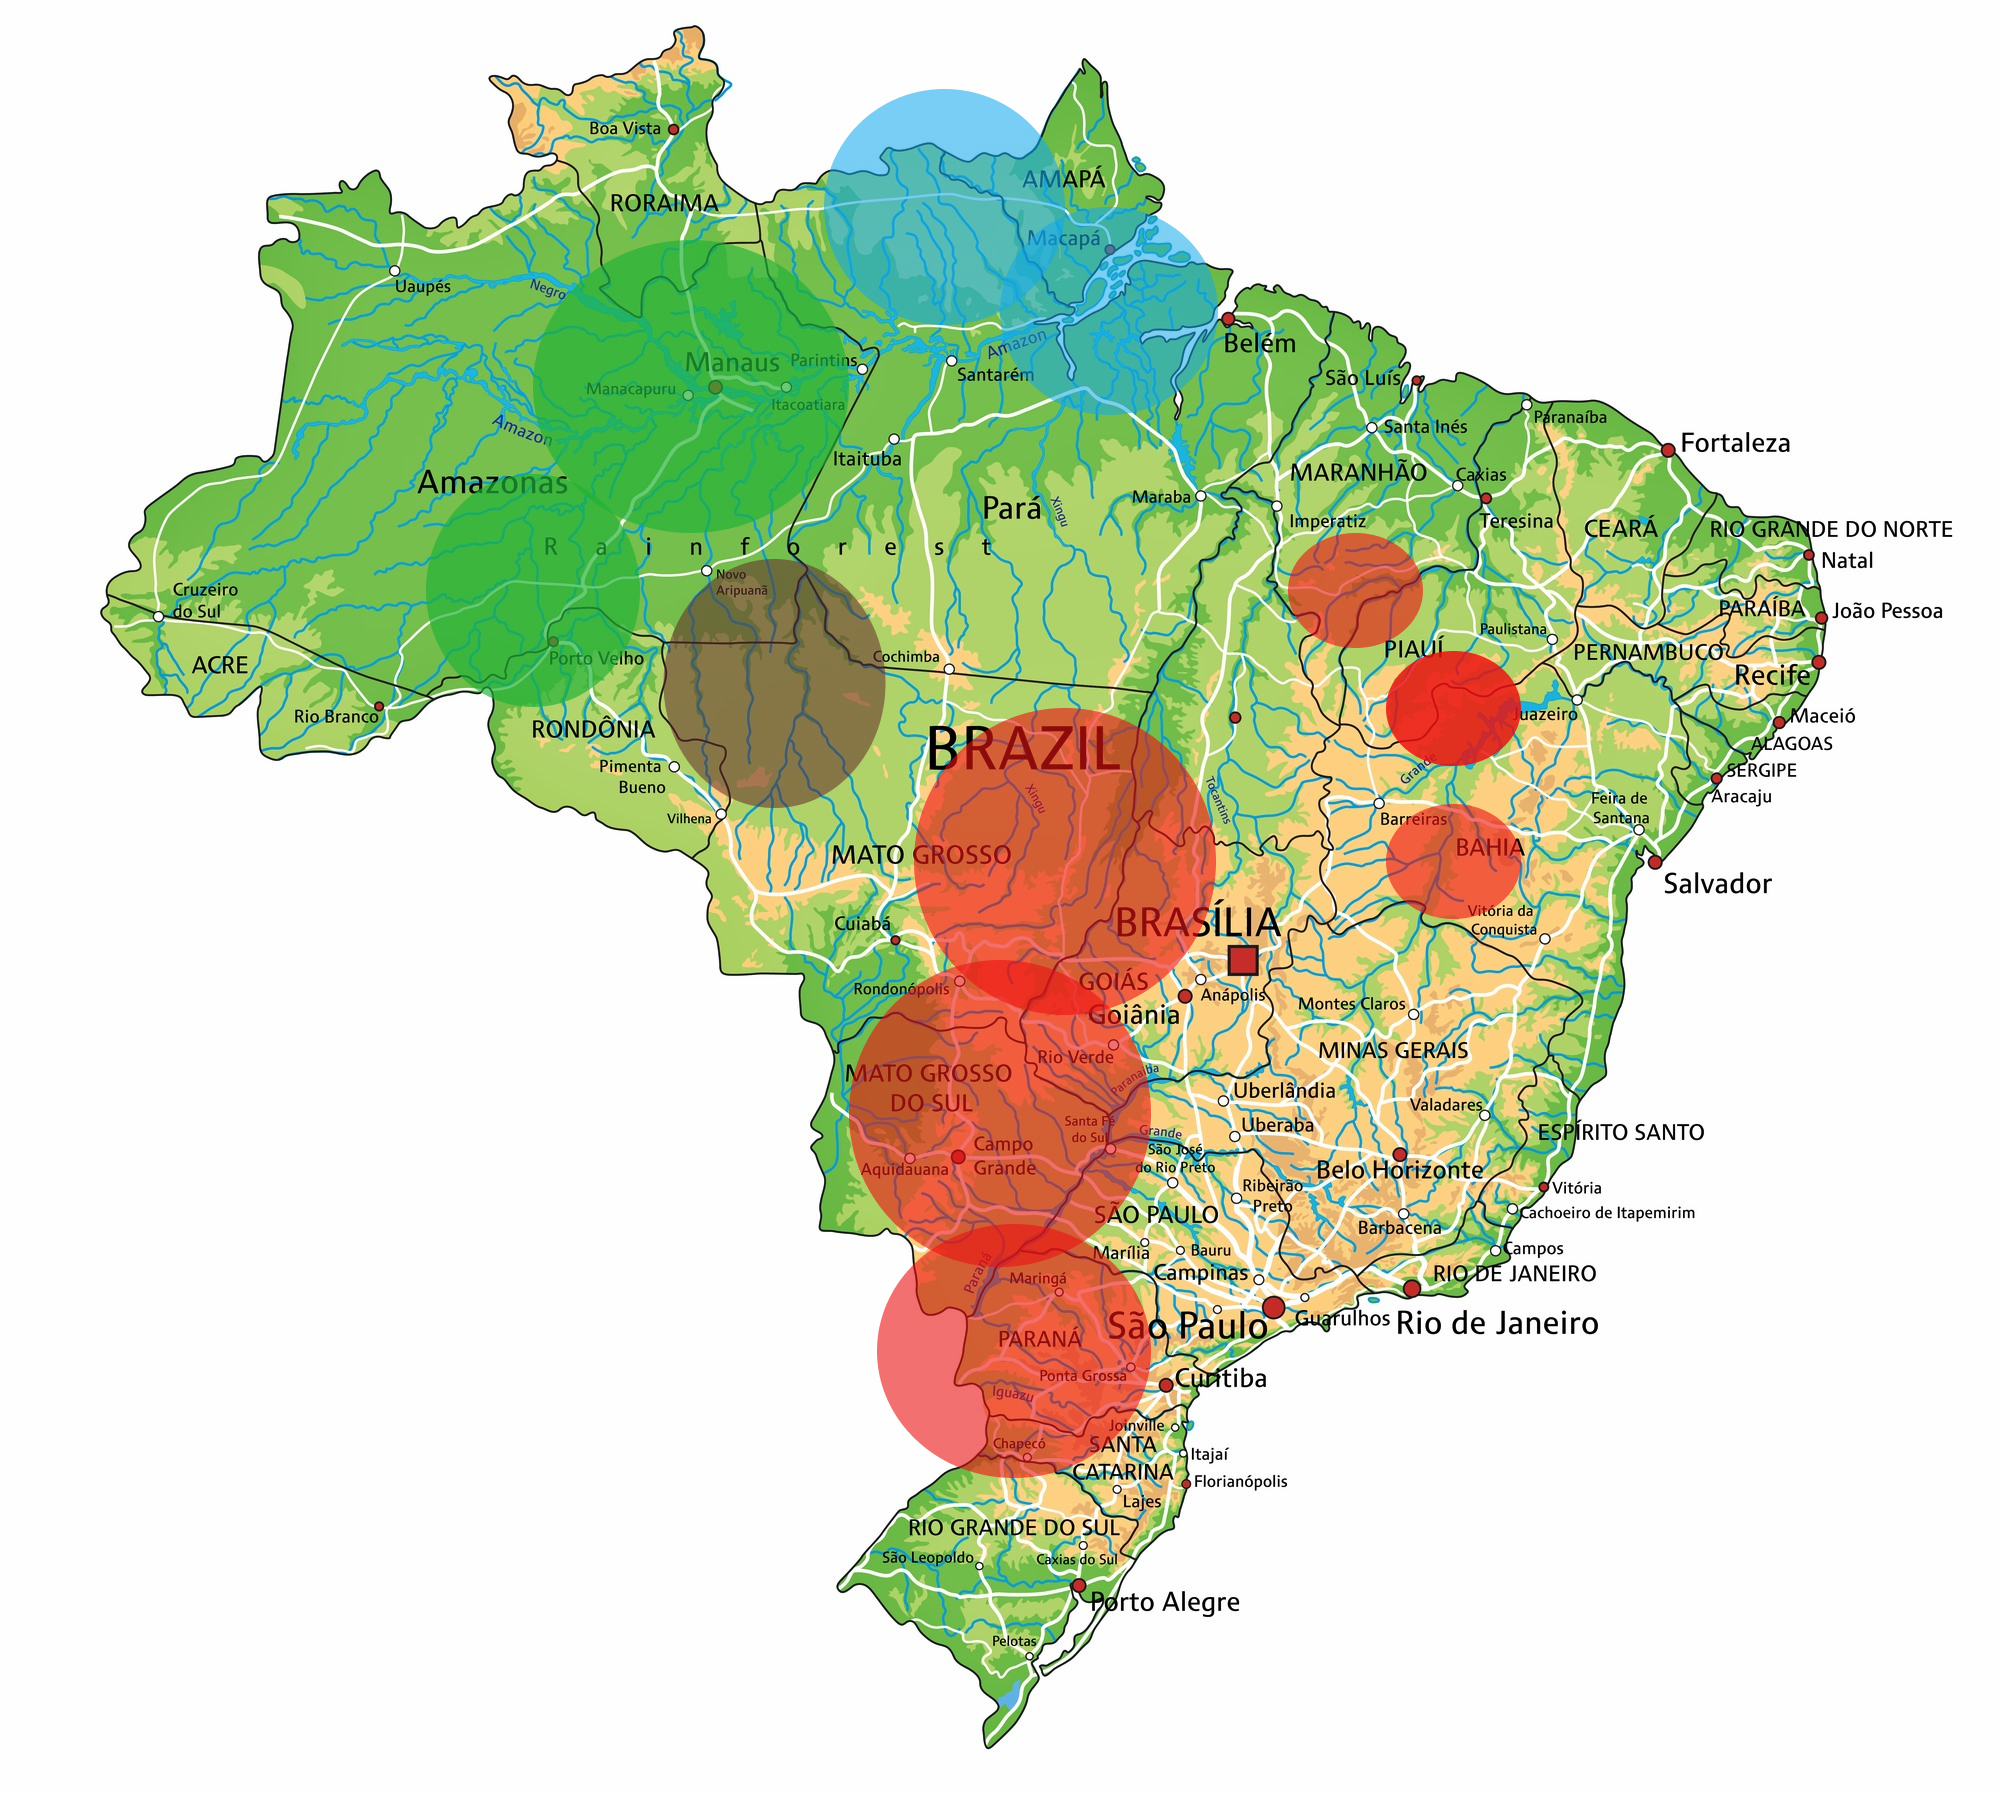 Boa Vista
RORAIMA
AMAPÁ
Macapá
Uaupés
Negro
Amazon
Belém
Manaus
Parintins
Manacapuru
Itacoatiara
Santarém
São Luís
Paranaíba
Santa Inés
Amazon
Fortaleza
Itaituba
MARANHÃO
Caxias
Amazonas
Pará
Xingu
Maraba
Imperatiz
Teresina
CEARÁ
RIO GRANDE DO NORTE
Rainforest
Natal
Novo
Aripuanã
Cruzeiro
do Sul
PARAÍBA
João Pessoa
Paulistana
PIAUÍ
PERNAMBUCO
ACRE
Porto Velho
Cochimba
Recife
Rio Branco
Juazeiro
Maceió
RONDÔNIA
BRAZIL
ALAGOAS
Pimenta
Bueno
Grande
SERGIPE
Aracaju
Xingu
Tocantins
Feira de
Santana
Vilhena
Barreiras
MATO GROSSO
BAHIA
Salvador
Cuiabá
BRASÍLIA
Vitória da
Conquista
Rondonópolis
GOIÁS
Anápolis
Goiânia
Montes Claros
Rio Verde
MINAS GERAIS
MATO GROSSO
DO SUL
Paranaíba
Uberlândia
Valadares
Santa Fé
do Sul
Grande
Uberaba
ESPÍRITO SANTO
Campo
Grande
Aquidauana
São José
do Rio Preto
Belo Horizonte
Ribeirão
Preto
Vitória
SÃO PAULO
Barbacena
Cachoeiro de Itapemirim
Marília
Bauru
Campos
Paraná
Maringá
Campinas
RIO DE JANEIRO
PARANÁ
São Paulo
Guarulhos
Rio de Janeiro
Ponta Grossa
Curitiba
Iguazu
Joinville
Chapecó
SANTA
CATARINA
Itajaí
Florianópolis
Lajes
RIO GRANDE DO SUL
São Leopoldo
Caxias do Sul
Porto Alegre
Pelotas